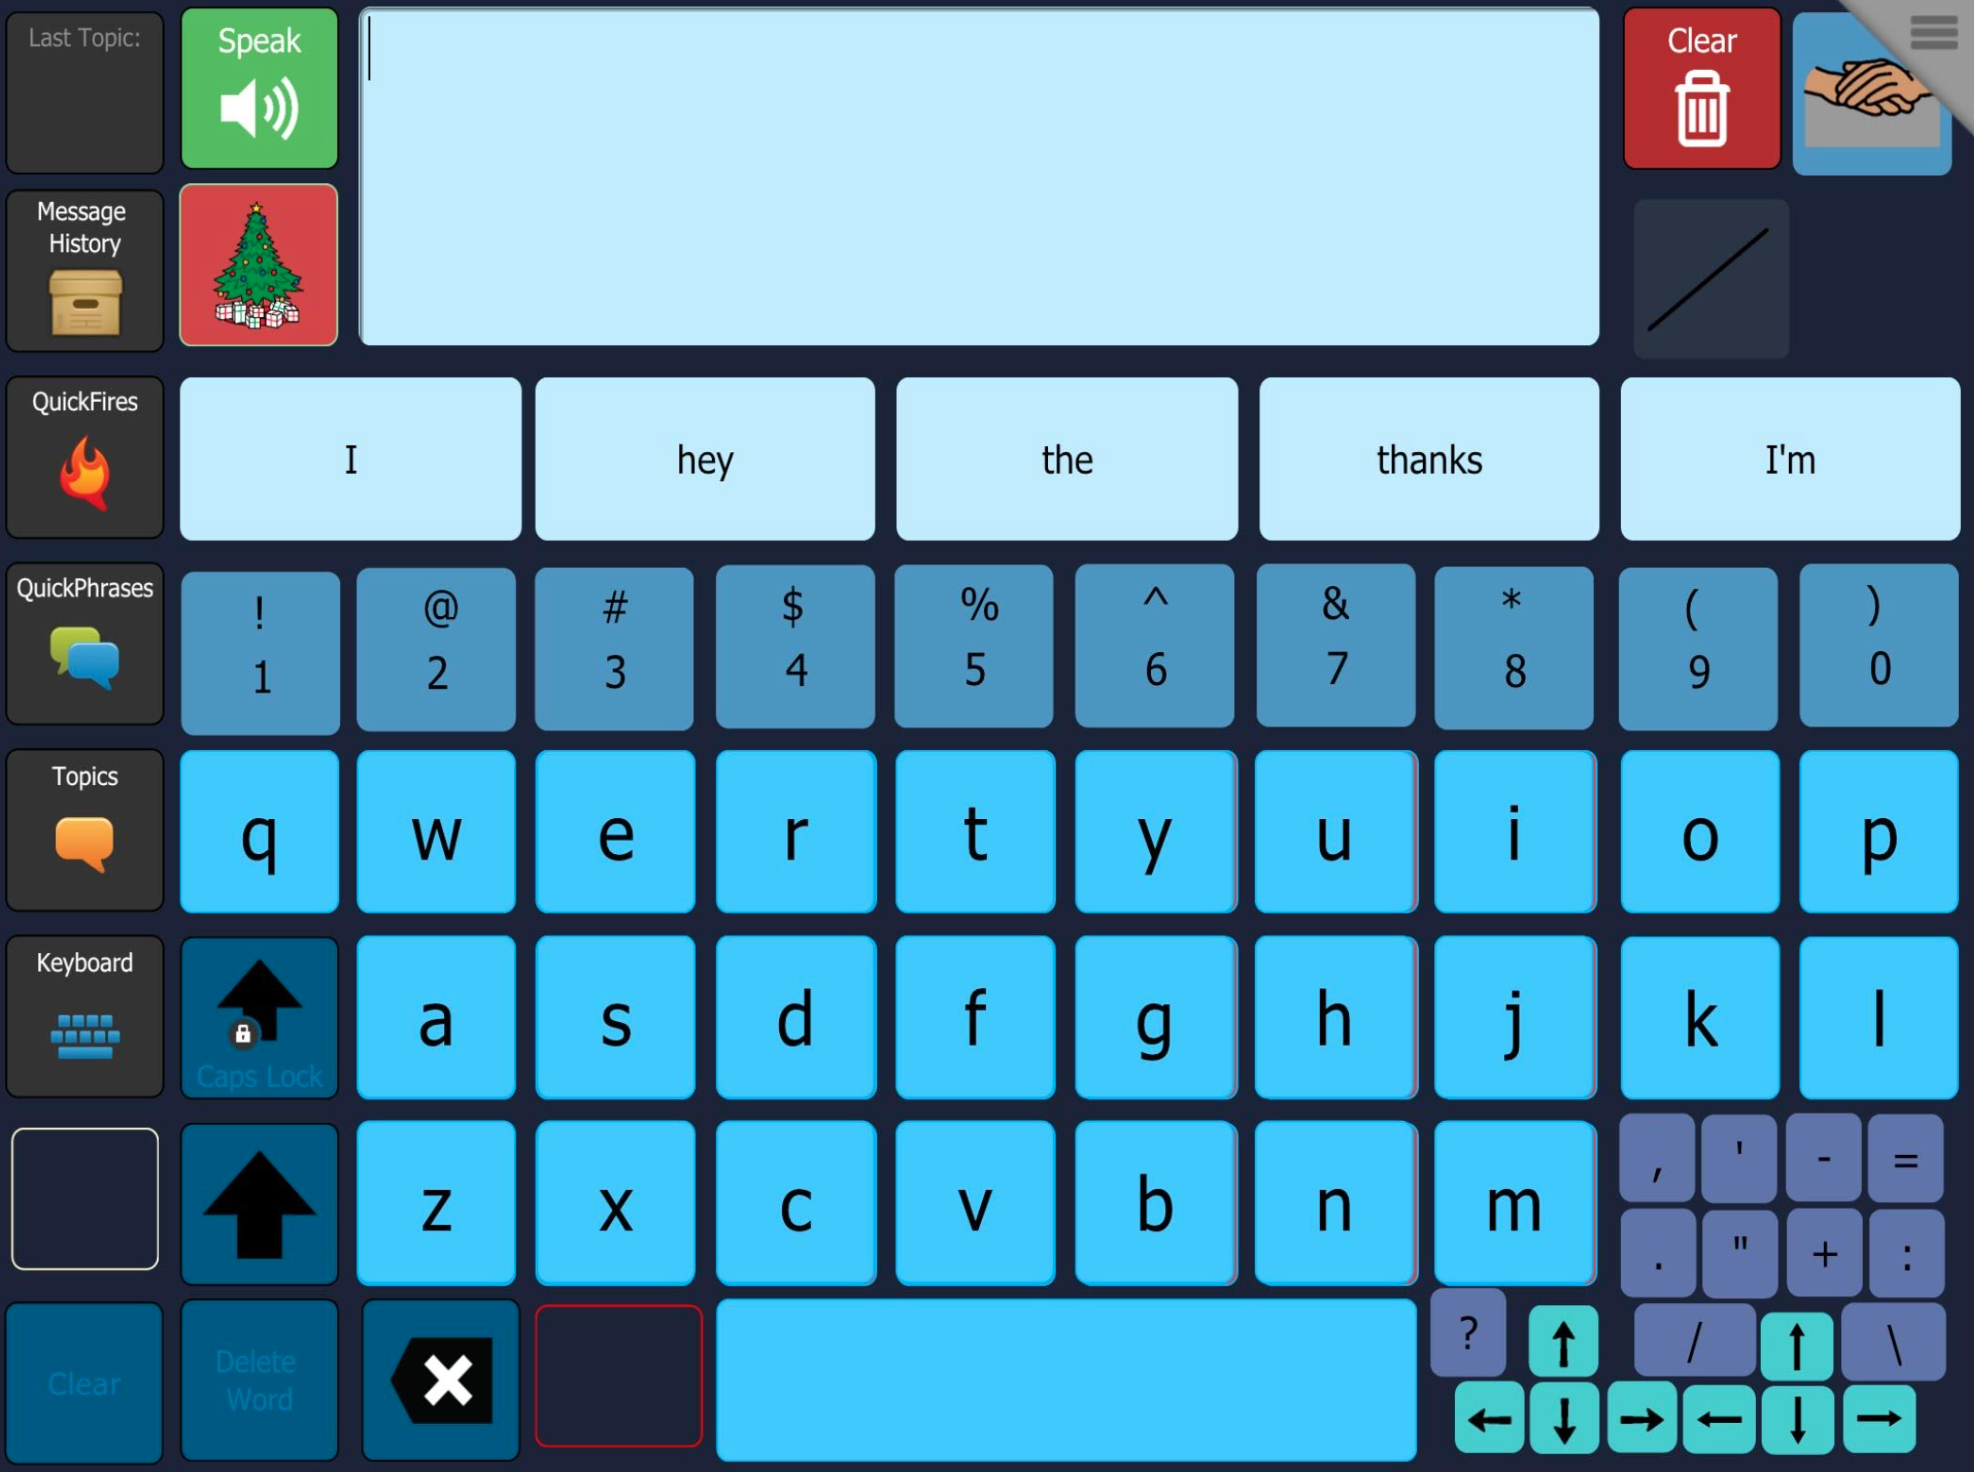 Last Topic:
Speak
Clear
Message
History
QuickFires
I
hey
the
thanks
I'm
QuickPhrases
! @ # $ % ^ & * ( )
1 2 3 4 5 6 7 8 9 0
Topics
q w e r t y u i o p
Keyboard
Caps Lock
a s d f g h j k l
z x c v b n m
, ' - =
. " + :
? ↑ / ↑ \
← ↓ → ← ↓ →
Clear
Delete
Word